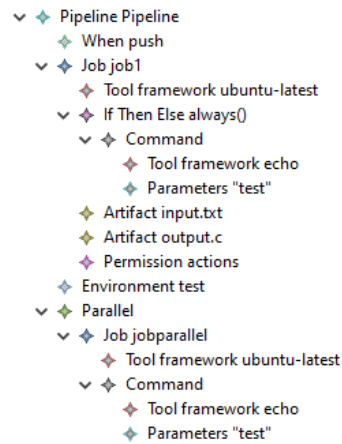 Pipeline Pipeline
When push
Job job1
Tool framework ubuntu-latest
If Then Else always()
Command
Tool framework echo
Parameters "test"
Artifact input.txt
Artifact output.c
Permission actions
Environment test
Parallel
Job jobparallel
Tool framework ubuntu-latest
Command
Tool framework echo
Parameters "test"